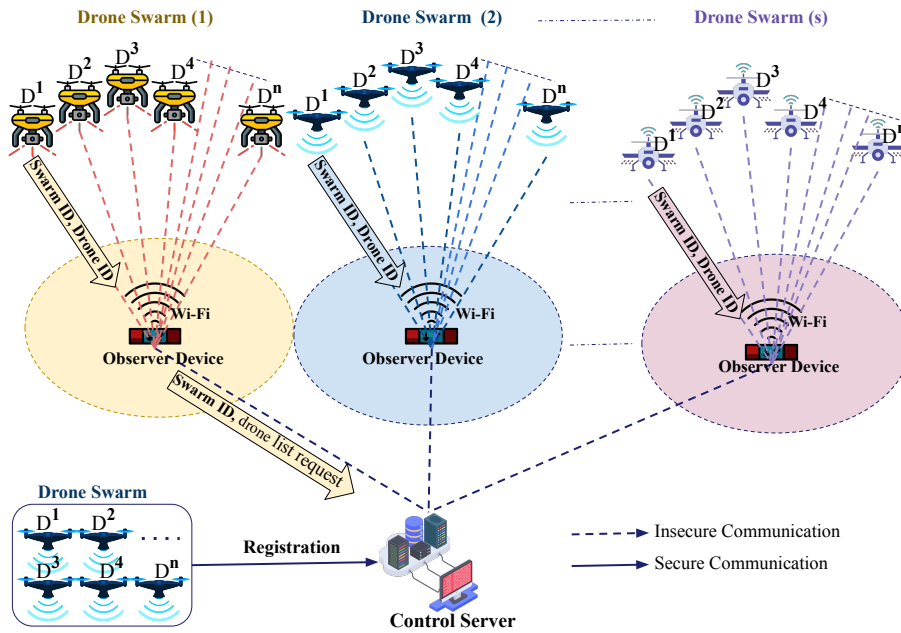 Drone Swarm (1)
Drone Swarm (2)
Drone Swarm (s)
D1
D2
D3
D4
Dn
D1
D2
D3
D4
Dn
D1
D2
D3
D4
Dn
Swarm ID, Drone ID
Swarm ID, Drone ID
Swarm ID, Drone ID
Wi-Fi
Observer Device
Wi-Fi
Observer Device
Wi-Fi
Observer Device
Swarm ID, drone list request
Drone Swarm
D1 D2 . . . .
D3 D4 Dn
Registration
Control Server
Insecure Communication
Secure Communication